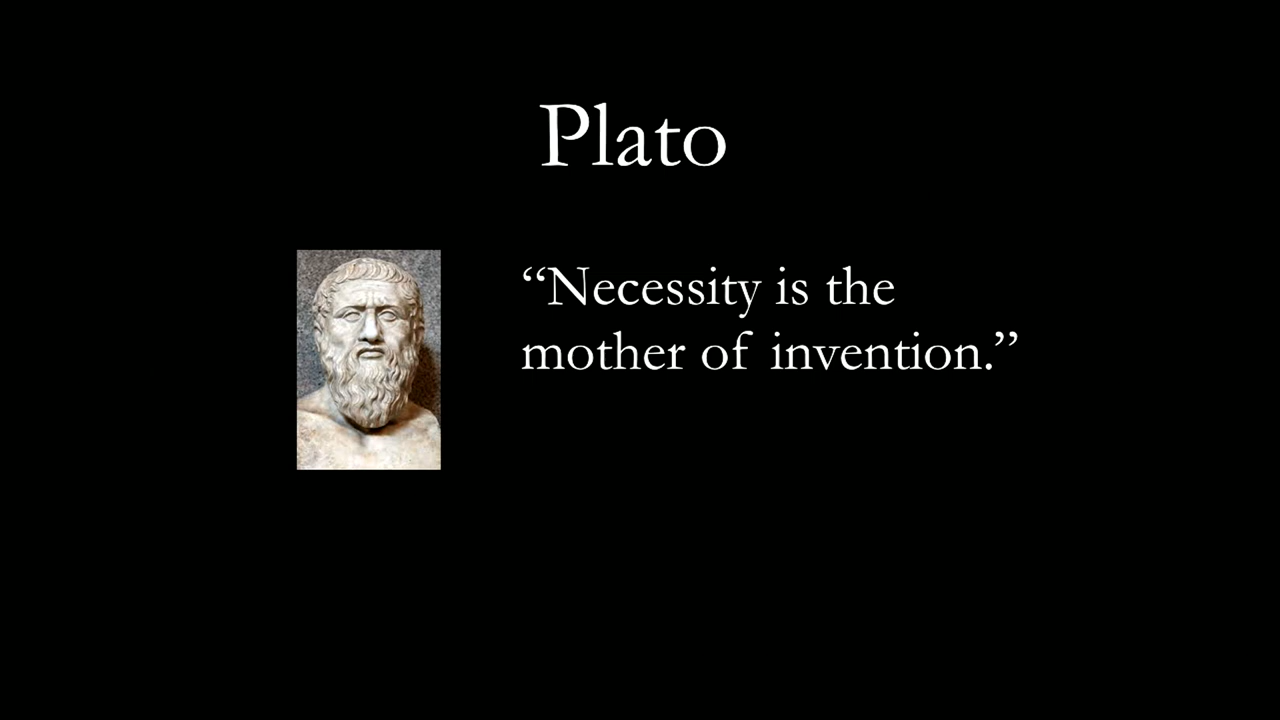 Plato
“Necessity is the
mother of invention.”